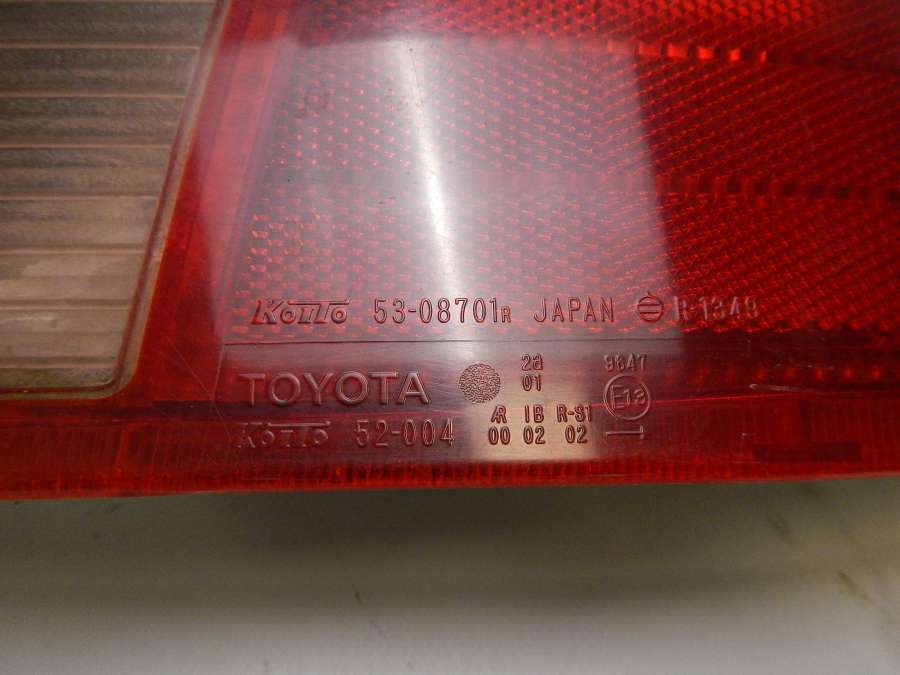 KOITO 53-08701R JAPAN R-1349
TOYOTA 2a 9647
01 E13
AR IB R-S1
KOITO 52-004 00 02 02